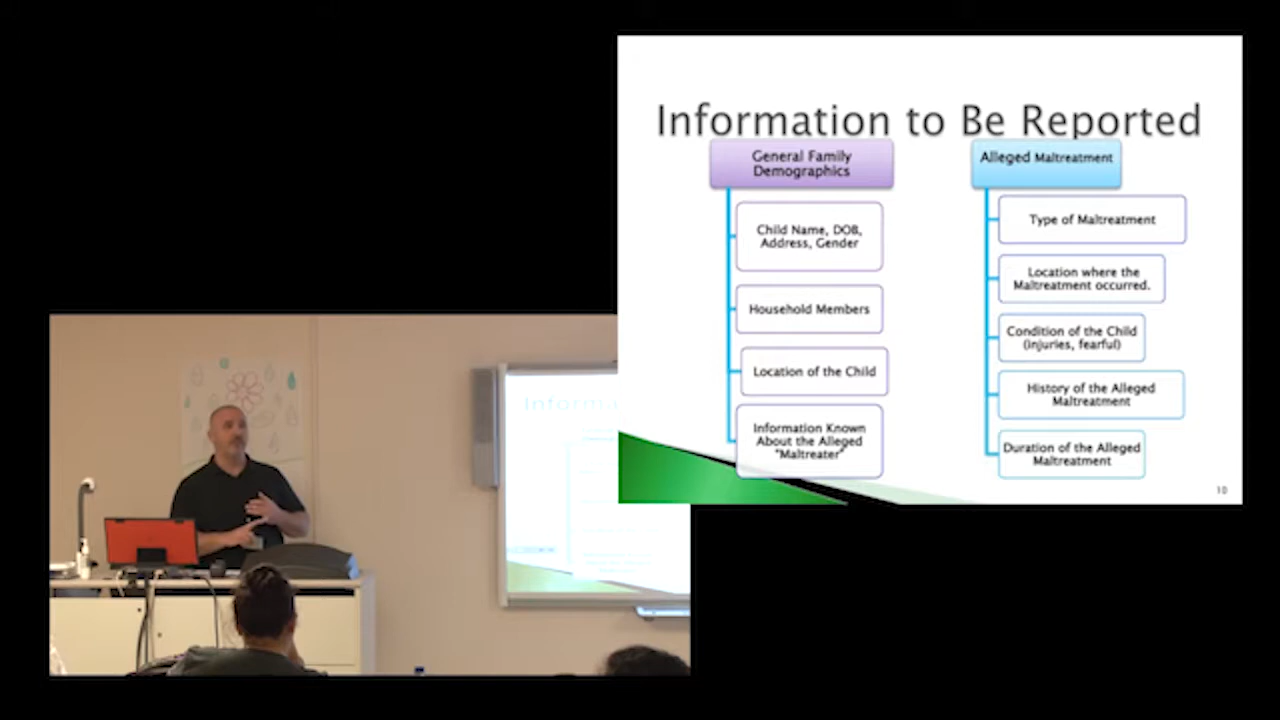 Information to Be Reported
General Family
Demographics
Child Name, DOB,
Address, Gender
Household Members
Location of the Child
Information Known
About the Alleged
"Maltreater"
Alleged Maltreatment
Type of Maltreatment
Location where the
Maltreatment occurred.
Condition of the Child
(injuries, fearful)
History of the Alleged
Maltreatment
Duration of the Alleged
Maltreatment
10
Informa